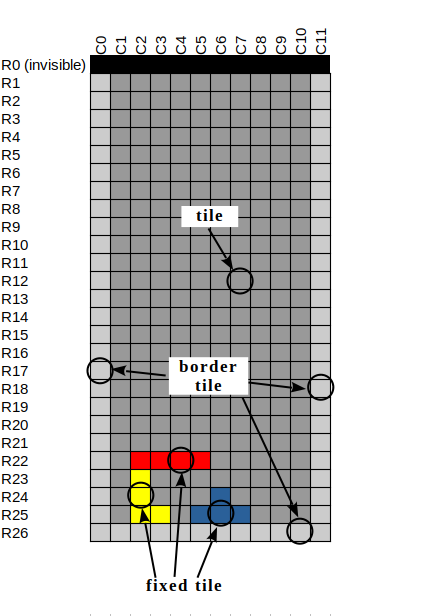 C0 C1 C2 C3 C4 C5 C6 C7 C8 C9 C10 C11
R0 (invisible)
R1
R2
R3
R4
R5
R6
R7
R8
tile
R9
R10
R11
R12
R13
R14
R15
R16
R17
border
R18
tile
R19
R20
R21
R22
R23
R24
R25
R26
fixed tile